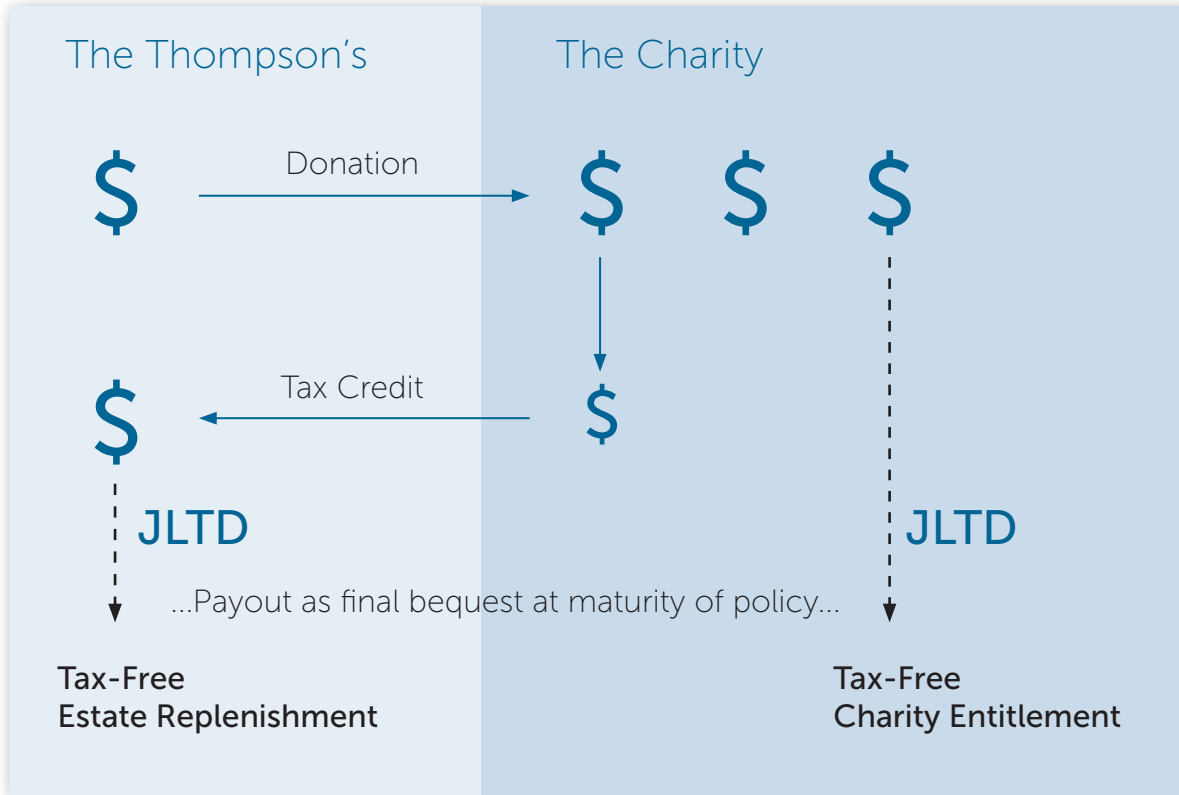 The Thompson's
The Charity
$
Donation
$
$
$
$
Tax Credit
$
JLTD
JLTD
...Payout as final bequest at maturity of policy...
Tax-Free
Estate Replenishment
Tax-Free
Charity Entitlement